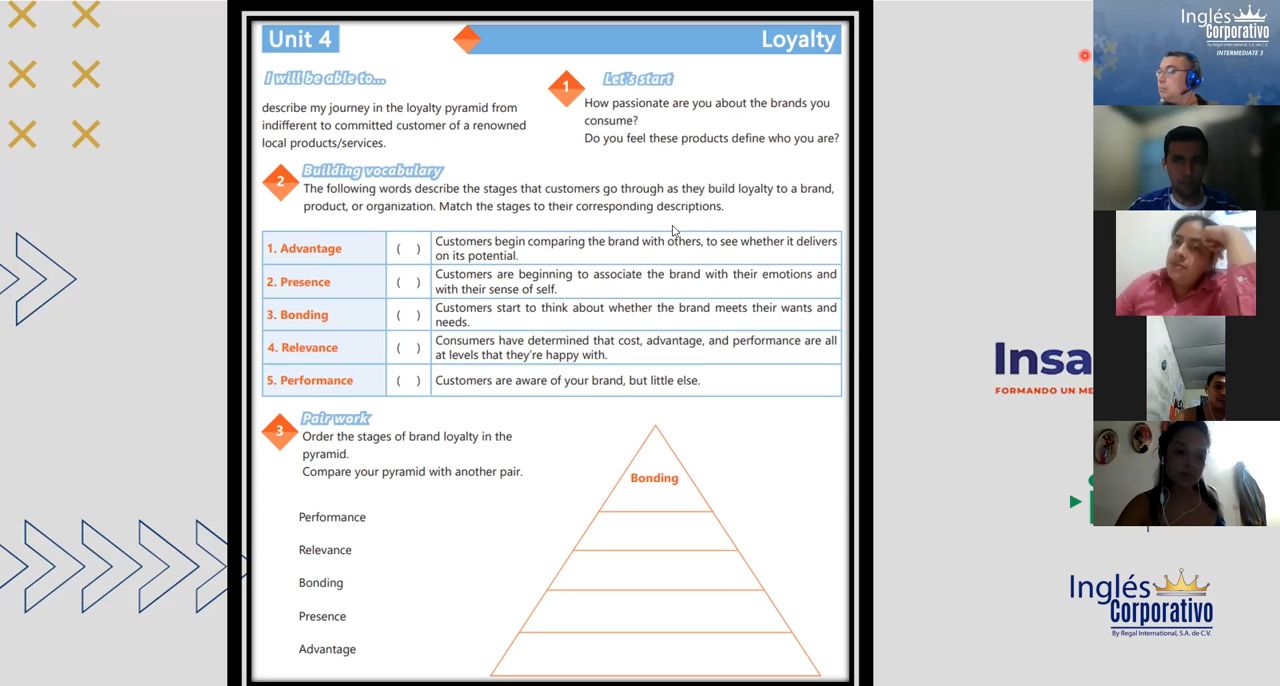 Unit 4
Loyalty
I will be able to...
describe my journey in the loyalty pyramid from
indifferent to committed customer of a renowned
local products/services.
1
Let's start
How passionate are you about the brands you
consume?
Do you feel these products define who you are?
2
Building vocabulary
The following words describe the stages that customers go through as they build loyalty to a brand,
product, or organization. Match the stages to their corresponding descriptions.
1. Advantage ( ) Customers begin comparing the brand with others, to see whether it delivers
on its potential.
2. Presence ( ) Customers are beginning to associate the brand with their emotions and
with their sense of self.
3. Bonding ( ) Customers start to think about whether the brand meets their wants and
needs.
4. Relevance ( ) Consumers have determined that cost, advantage, and performance are all
at levels that they're happy with.
5. Performance ( ) Customers are aware of your brand, but little else.
3
Pair work
Order the stages of brand loyalty in the
pyramid.
Compare your pyramid with another pair.
Performance
Relevance
Bonding
Presence
Advantage
Bonding
Inglés
Corporativo
By Regal International, S.A. de C.V.
INTERMEDIATE 3
Insa
FORMANDO UN ME
Inglés
Corporativo
By Regal International, S.A. de C.V.